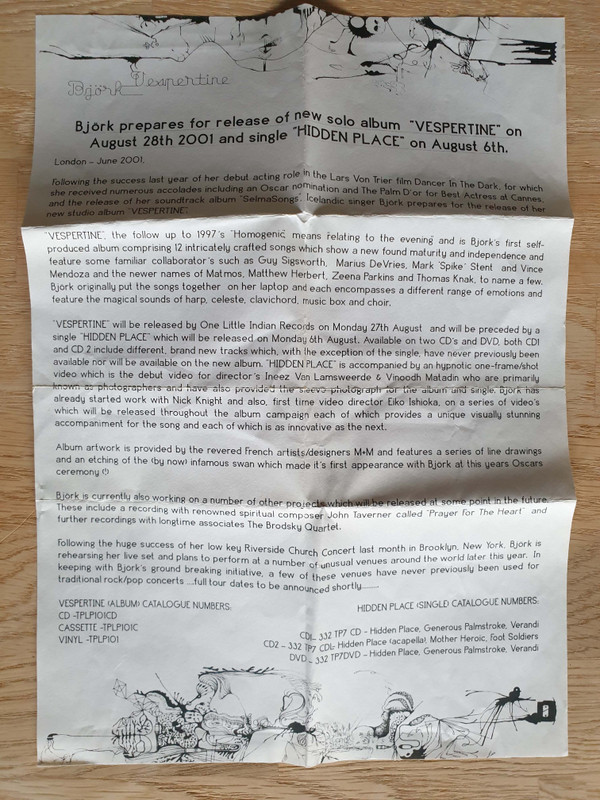 Björk Vespertine
Björk prepares for release of new solo album "VESPERTINE" on
August 28th 2001 and single "HIDDEN PLACE" on August 6th.
London - June 2001.
Following the success last year of her debut acting role in the Lars Von Trier film Dancer In The Dark, for which
she received numerous accolades including an Oscar nomination and The Palm D'or for Best Actress at Cannes,
and the release of her soundtrack album "SelmaSongs", Icelandic singer Björk prepares for the release of her
new studio album "VESPERTINE".
"VESPERTINE", the follow up to 1997's "Homogenic" means relating to the evening and is Björk's first self-
produced album comprising 12 intricately crafted songs which show a new found maturity and independence and
feature some familiar collaborator's such as Guy Sigsworth, Marius DeVries, Mark 'Spike' Stent and Vince
Mendoza and the newer names of Matmos, Matthew Herbert, Zeena Parkins and Thomas Knak, to name a few.
Björk originally put the songs together on her laptop and each encompasses a different range of emotions and
feature the magical sounds of harp, celeste, clavichord, music box and choir.
"VESPERTINE" will be released by One Little Indian Records on Monday 27th August and will be preceded by a
single "HIDDEN PLACE" which will be released on Monday 6th August. Available on two CD's and DVD, both CD1
and CD 2 include different, brand new tracks which, with the exception of the single, have never previously been
available nor will be available on the new album. "HIDDEN PLACE" is accompanied by an hypnotic one-frame/shot
video which is the debut video for director's Ineez Van Lamsweerde & Vinoodh Matadin who are primarily
known as photographers and have also provided the sleeve photograph for the album and single. Björk has
already started work with Nick Knight and also, first time video director Eiko Ishioka, on a series of video's
which will be released throughout the album campaign each of which provides a unique visually stunning
accompaniment for the song and each of which is as innovative as the next.
Album artwork is provided by the revered French artists/designers M+M and features a series of line drawings
and an etching of the (by now) infamous swan which made it's first appearance with Björk at this years Oscars
ceremony (!)
Björk is currently also working on a number of other projects which will be released at some point in the future.
These include a recording with renowned spiritual composer John Taverner called "Prayer For The Heart" and
further recordings with longtime associates The Brodsky Quartet.
Following the huge success of her low key Riverside Church Concert last month in Brooklyn, New York, Björk is
rehearsing her live set and plans to perform at a number of unusual venues around the world later this year. In
keeping with Björk's ground breaking initiative, a few of these venues have never previously been used for
traditional rock/pop concerts ....full tour dates to be announced shortly.........
VESPERTINE (ALBUM) CATALOGUE NUMBERS:
CD -TPLP101CD
CASSETTE -TPLP101C
VINYL -TPLP101
HIDDEN PLACE (SINGLE) CATALOGUE NUMBERS:
CD1- 332 TP7 CD - Hidden Place, Generous Palmstroke, Verandi
CD2 - 332 TP7 CDL- Hidden Place (acapella), Mother Heroic, Foot Soldiers
DVD - 332 TP7DVD - Hidden Place, Generous Palmstroke, Verandi